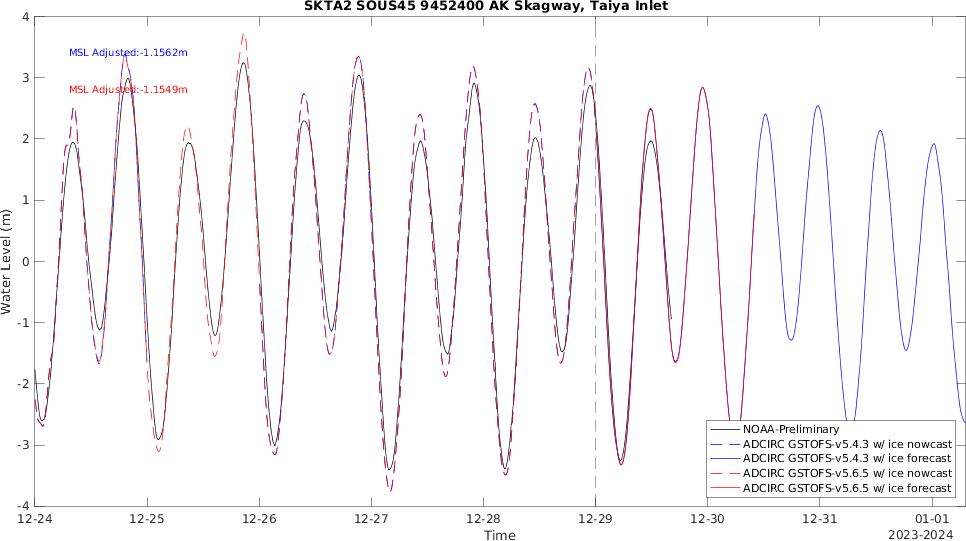 SKTA2 SOUS45 9452400 AK Skagway, Taiya Inlet
MSL Adjusted:-1.1562m
MSL Adjusted:-1.1549m
Water Level (m)
4
3
2
1
0
-1
-2
-3
-4
NOAA-Preliminary
ADCIRC GSTOFS-v5.4.3 w/ ice nowcast
ADCIRC GSTOFS-v5.4.3 w/ ice forecast
ADCIRC GSTOFS-v5.6.5 w/ ice nowcast
ADCIRC GSTOFS-v5.6.5 w/ ice forecast
12-24 12-25 12-26 12-27 12-28 12-29 12-30 12-31 01-01
Time
2023-2024